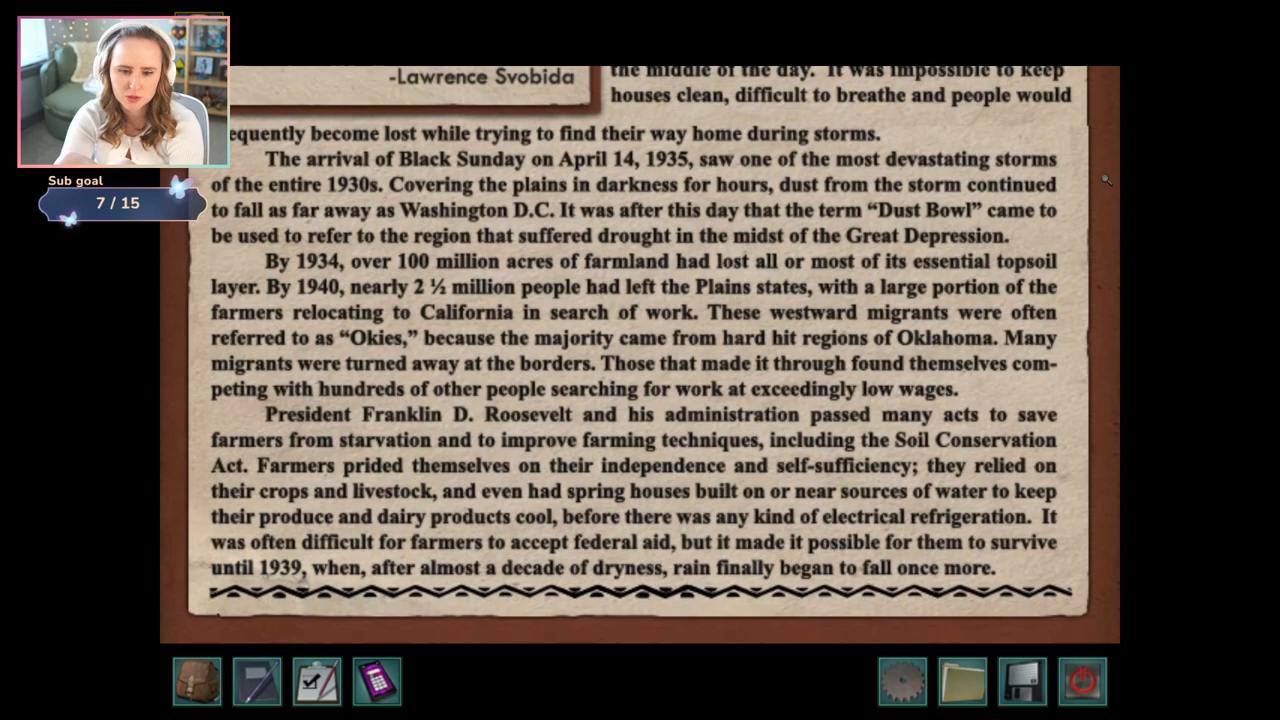 -Lawrence Svobida
the middle of the day. It was impossible to keep
houses clean, difficult to breathe and people would
equently become lost while trying to find their way home during storms.
The arrival of Black Sunday on April 14, 1935, saw one of the most devastating storms
of the entire 1930s. Covering the plains in darkness for hours, dust from the storm continued
to fall as far away as Washington D.C. It was after this day that the term “Dust Bowl” came to
be used to refer to the region that suffered drought in the midst of the Great Depression.
By 1934, over 100 million acres of farmland had lost all or most of its essential topsoil
layer. By 1940, nearly 2 ½ million people had left the Plains states, with a large portion of the
farmers relocating to California in search of work. These westward migrants were often
referred to as “Okies,” because the majority came from hard hit regions of Oklahoma. Many
migrants were turned away at the borders. Those that made it through found themselves com-
peting with hundreds of other people searching for work at exceedingly low wages.
President Franklin D. Roosevelt and his administration passed many acts to save
farmers from starvation and to improve farming techniques, including the Soil Conservation
Act. Farmers prided themselves on their independence and self-sufficiency; they relied on
their crops and livestock, and even had spring houses built on or near sources of water to keep
their produce and dairy products cool, before there was any kind of electrical refrigeration. It
was often difficult for farmers to accept federal aid, but it made it possible for them to survive
until 1939, when, after almost a decade of dryness, rain finally began to fall once more.
Sub goal
7 / 15